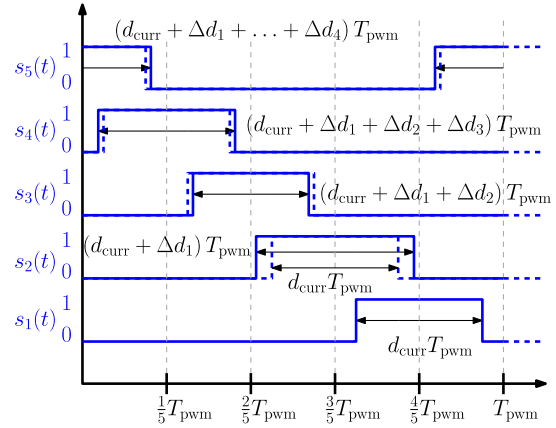 (d_curr + Δd_1 + … + Δd_4) T_pwm
1
s_5(t)
0
1
s_4(t)
0
(d_curr + Δd_1 + Δd_2 + Δd_3) T_pwm
1
s_3(t)
0
(d_curr + Δd_1 + Δd_2) T_pwm
1
s_2(t)
0
(d_curr + Δd_1) T_pwm
d_curr T_pwm
1
s_1(t)
0
d_curr T_pwm
1/5 T_pwm 2/5 T_pwm 3/5 T_pwm 4/5 T_pwm T_pwm